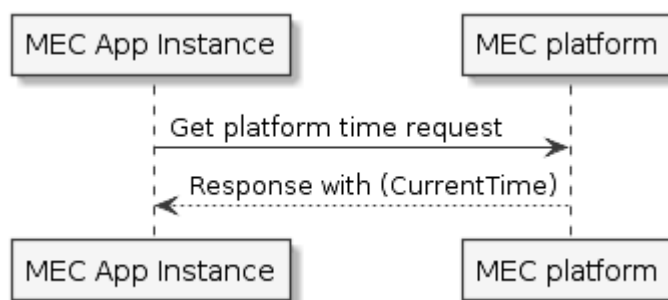 MEC App Instance
MEC platform
Get platform time request
Response with (CurrentTime)
MEC App Instance
MEC platform